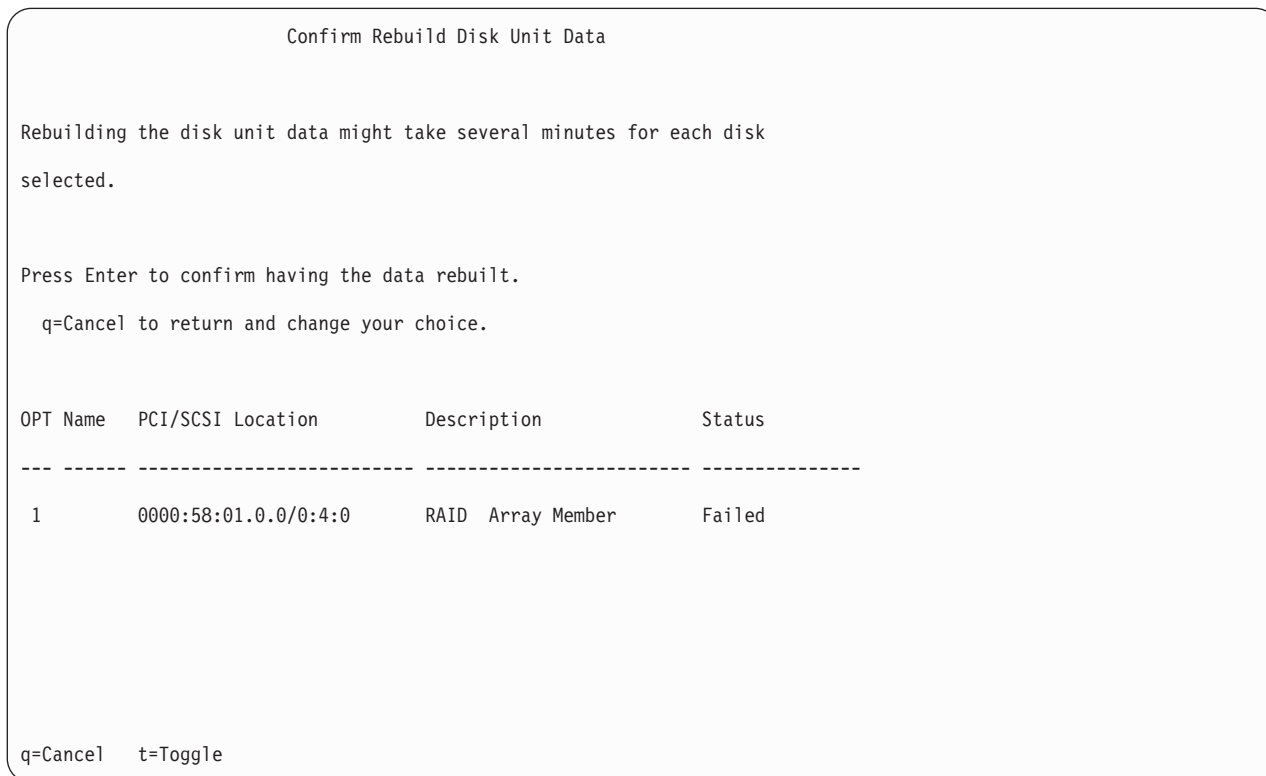 Confirm Rebuild Disk Unit Data
Rebuilding the disk unit data might take several minutes for each disk
selected.
Press Enter to confirm having the data rebuilt.
q=Cancel to return and change your choice.
OPT Name   PCI/SCSI Location          Description               Status
--- ------ -------------------------- ------------------------- ---------------
1         0000:58:01.0.0/0:4:0       RAID  Array Member        Failed
q=Cancel   t=Toggle